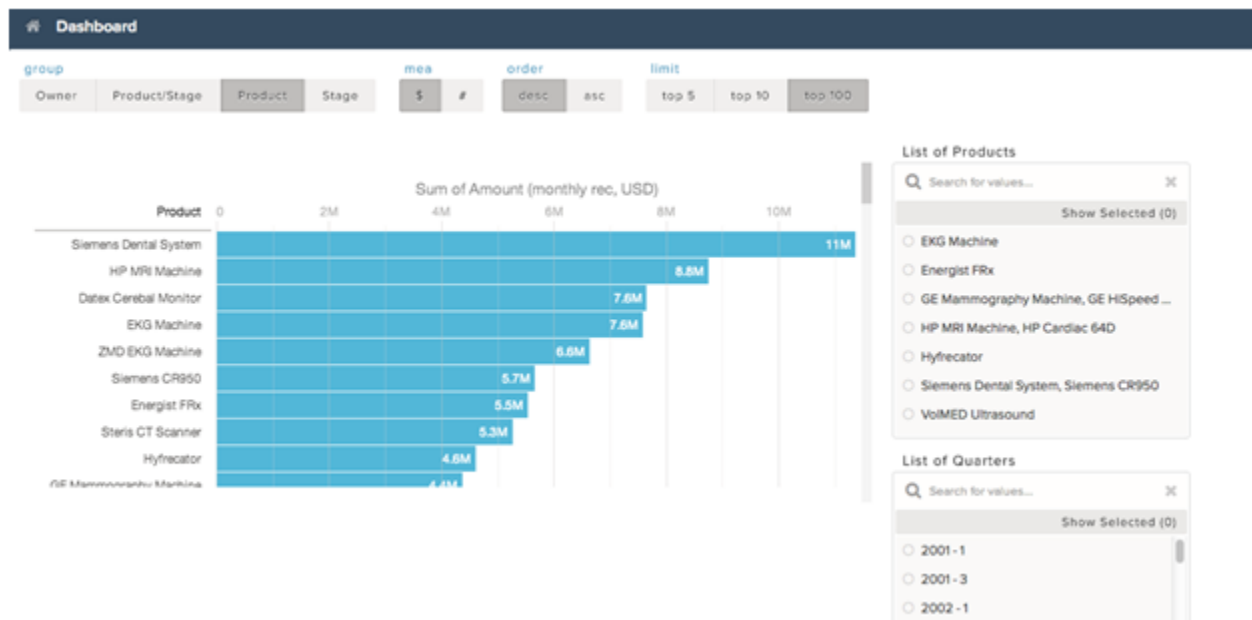 Dashboard
group mea order limit
Owner Product/Stage Product Stage $ # desc asc top 5 top 10 top 100
Sum of Amount (monthly rec, USD)
Product 0 2M 4M 6M 8M 10M
Siemens Dental System 11M
HP MRI Machine 8.8M
Datex Cerebal Monitor 7.6M
EKG Machine 7.6M
ZMD EKG Machine 6.6M
Siemens CR950 5.7M
Energist FRx 5.5M
Steris CT Scanner 5.3M
Hyfrecator 4.6M
GE Mammography Machine 4.4M
List of Products
Search for values...
Show Selected (0)
EKG Machine
Energist FRx
GE Mammography Machine, GE HiSpeed ...
HP MRI Machine, HP Cardiac 64D
Hyfrecator
Siemens Dental System, Siemens CR950
VolMED Ultrasound
List of Quarters
Search for values...
Show Selected (0)
2001 - 1
2001 - 3
2002 - 1